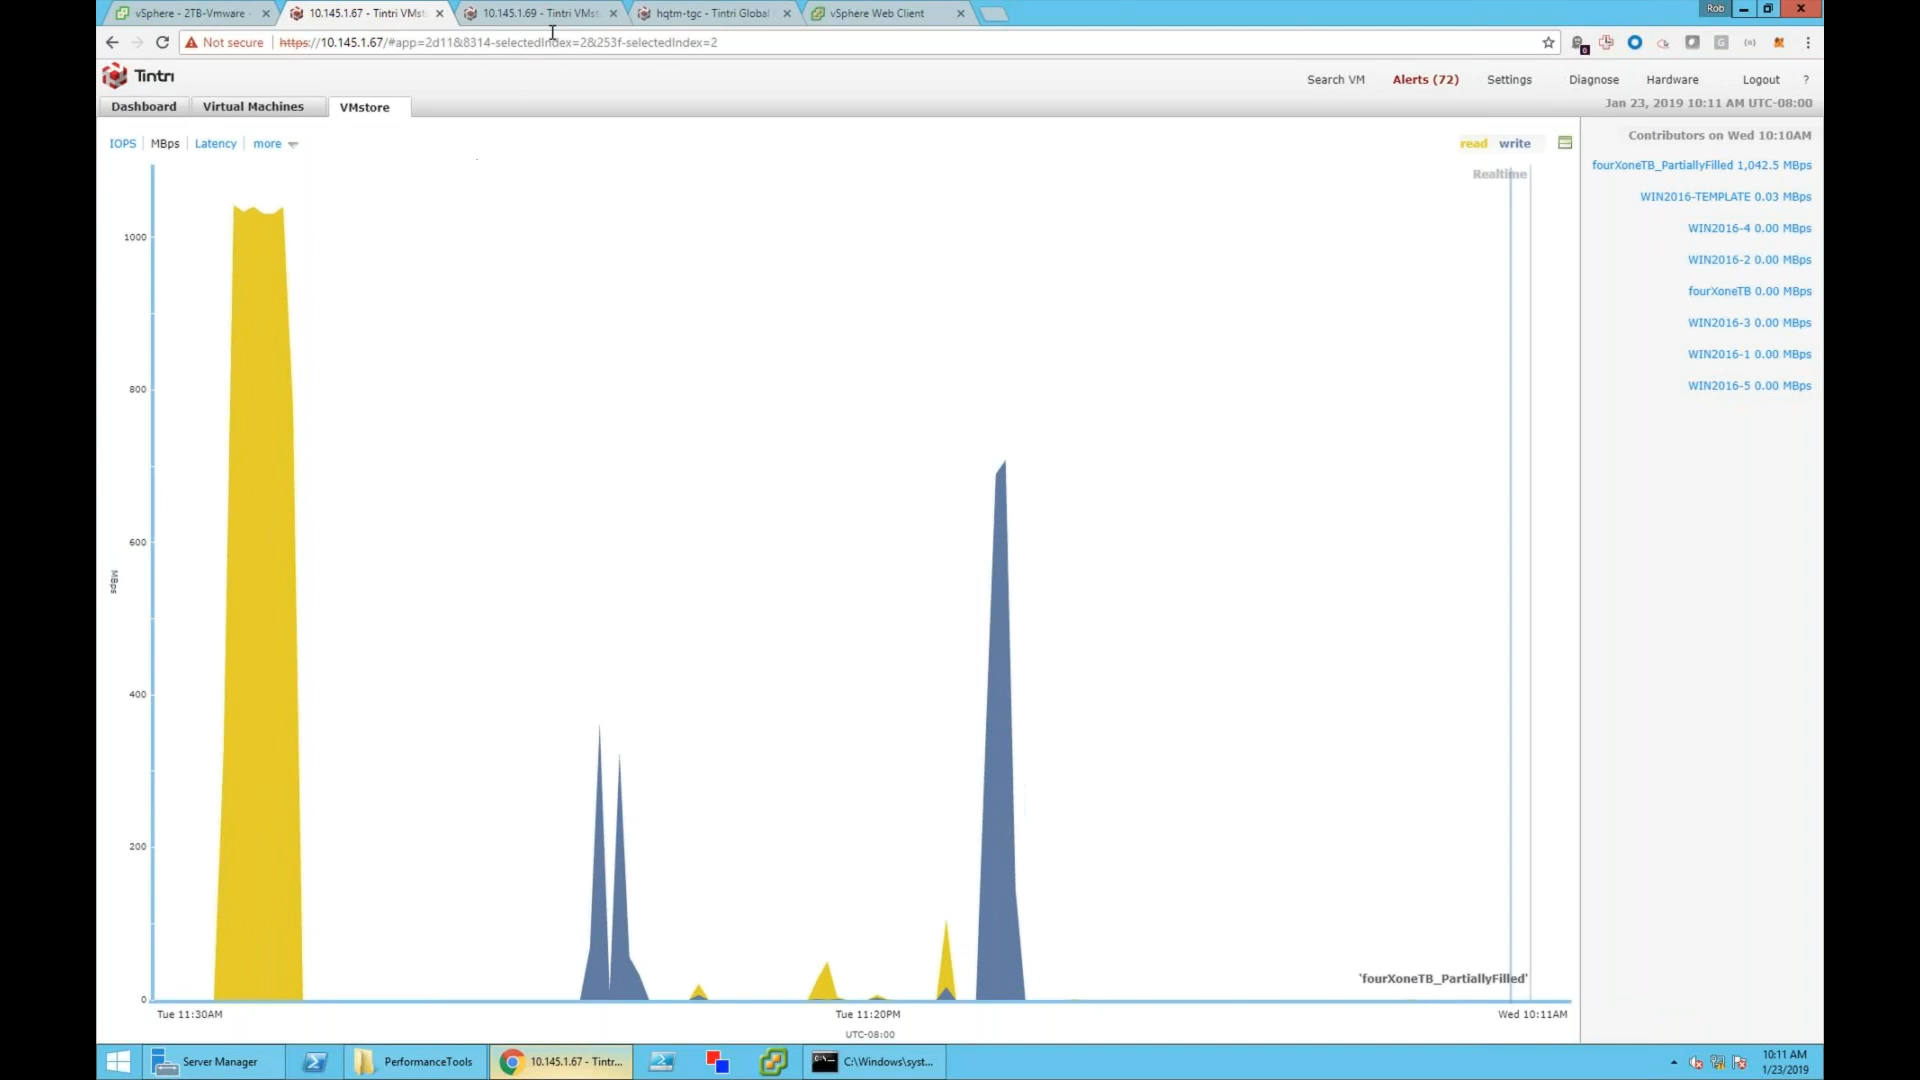 vSphere - 2TB-Vmware
10.145.1.67 - Tintri VMst
10.145.1.69 - Tintri VMst
hqtm-tgc - Tintri Global
vSphere Web Client
Rob
Not secure
https://10.145.1.67/#app=2d11&8314-selectedIndex=2&253f-selectedIndex=2
Tintri
Search VM
Alerts (72)
Settings
Diagnose
Hardware
Logout
?
Dashboard
Virtual Machines
VMstore
Jan 23, 2019 10:11 AM UTC-08:00
IOPS
MBps
Latency
more
read
write
Realtime
Contributors on Wed 10:10AM
fourXoneTB_PartiallyFilled 1,042.5 MBps
WIN2016-TEMPLATE 0.03 MBps
WIN2016-4 0.00 MBps
WIN2016-2 0.00 MBps
fourXoneTB 0.00 MBps
WIN2016-3 0.00 MBps
WIN2016-1 0.00 MBps
WIN2016-5 0.00 MBps
1000
800
600
MBps
400
200
0
'fourXoneTB_PartiallyFilled'
Tue 11:30AM
Tue 11:20PM
Wed 10:11AM
UTC-08:00
Server Manager
PerformanceTools
10.145.1.67 - Tintr...
C:\Windows\syst...
10:11 AM
1/23/2019